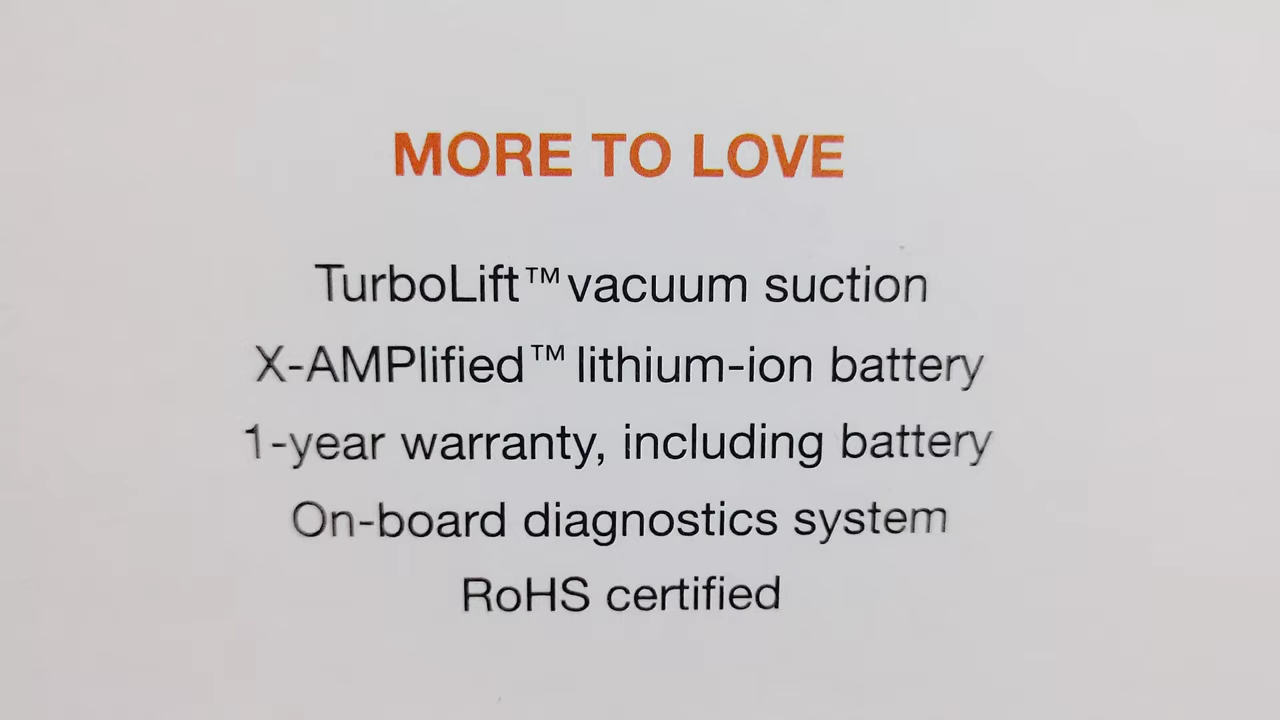 MORE TO LOVE
TurboLift™ vacuum suction
X-AMPlified™ lithium-ion battery
1-year warranty, including battery
On-board diagnostics system
RoHS certified